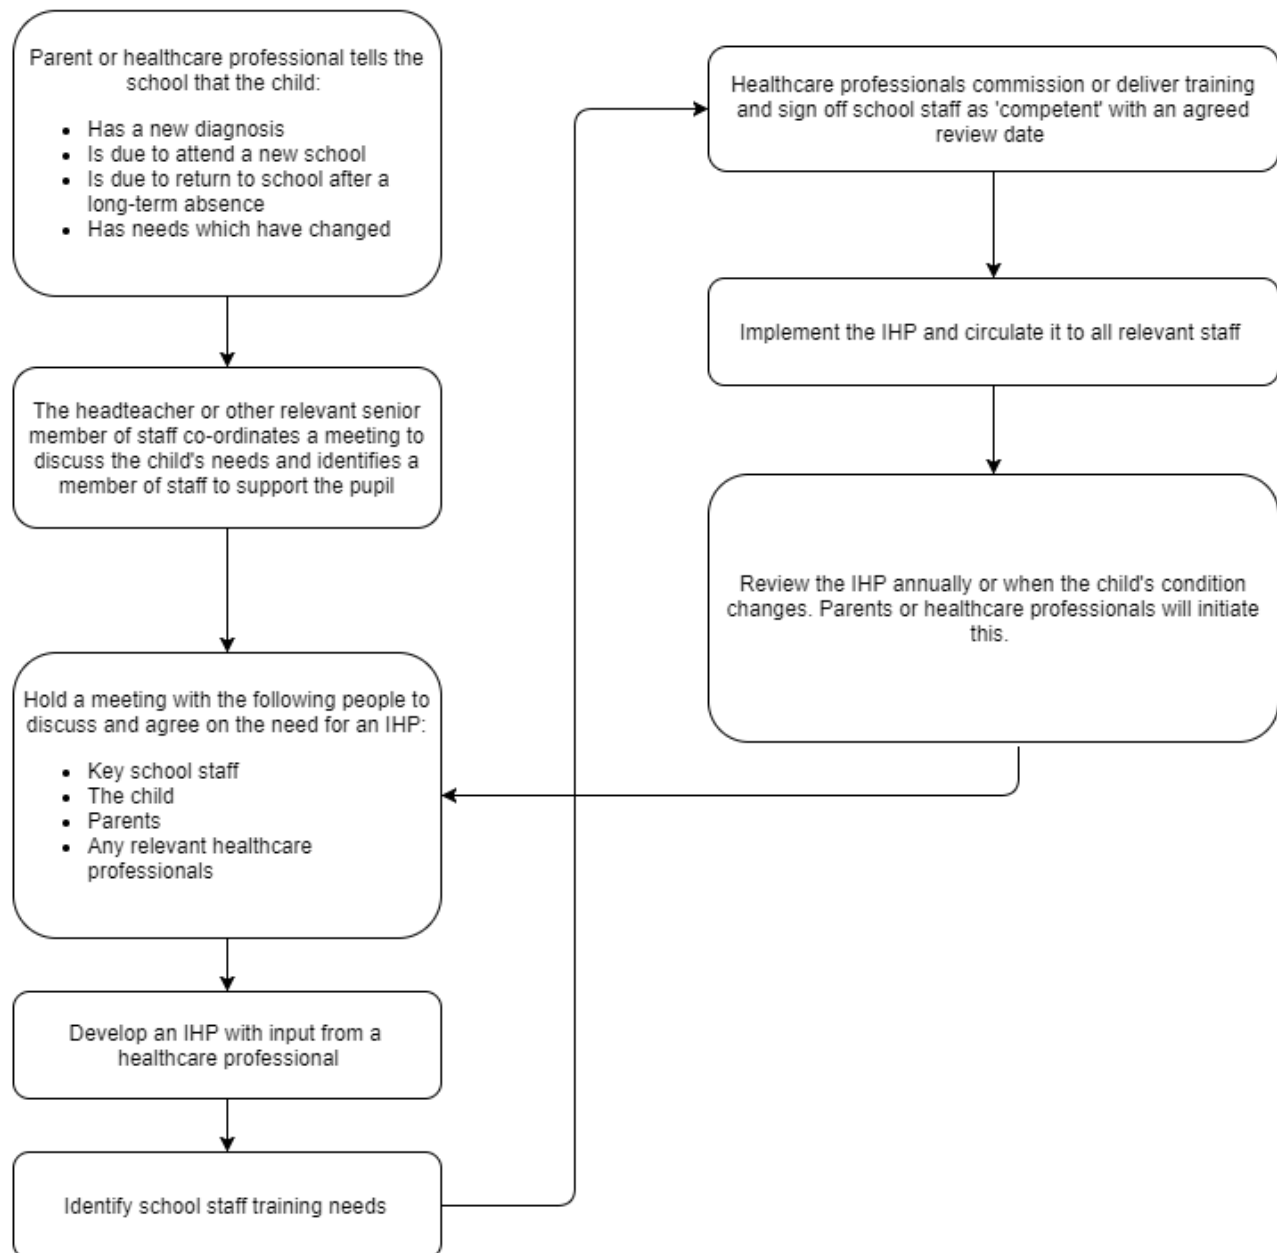 Parent or healthcare professional tells the
school that the child:
• Has a new diagnosis
• Is due to attend a new school
• Is due to return to school after a
long-term absence
• Has needs which have changed
The headteacher or other relevant senior
member of staff co-ordinates a meeting to
discuss the child's needs and identifies a
member of staff to support the pupil
Hold a meeting with the following people to
discuss and agree on the need for an IHP:
• Key school staff
• The child
• Parents
• Any relevant healthcare
professionals
Develop an IHP with input from a
healthcare professional
Identify school staff training needs
Healthcare professionals commission or deliver training
and sign off school staff as 'competent' with an agreed
review date
Implement the IHP and circulate it to all relevant staff
Review the IHP annually or when the child's condition
changes. Parents or healthcare professionals will initiate
this.